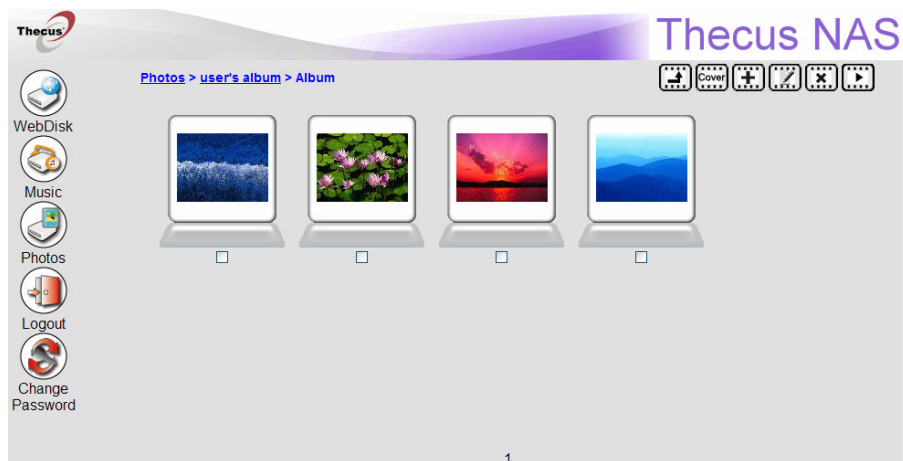 Thecus
Thecus NAS
Photos > user's album > Album
Cover
WebDisk
Music
Photos
Logout
Change
Password
1